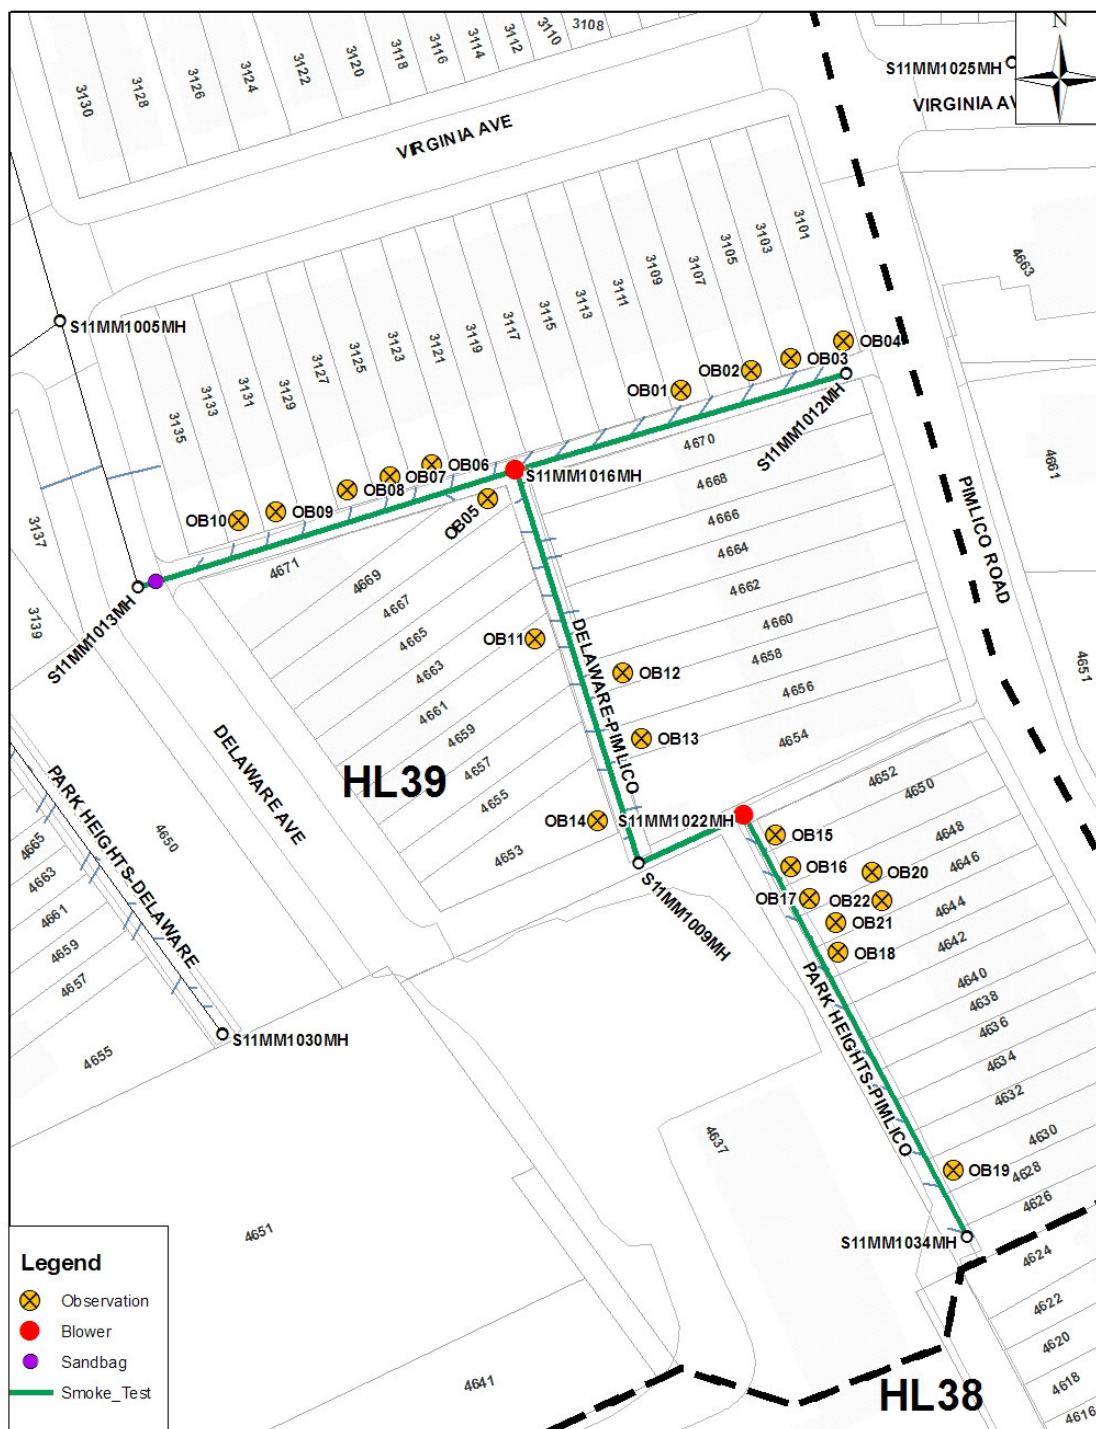 3108
3110
3112
3114
3116
3118
3120
3122
3124
3126
3128
3130
N
S11MM1025MH
VIRGINIA AV
VIRGINIA AVE
3101
3103
3105
3107
3109
3111
3113
3115
3117
3119
3121
3123
3125
3127
3129
3131
3133
3135
4663
S11MM1005MH
OB04
OB03
OB02
OB01
S11MM1012MH
4670
4668
4666
4664
4662
4660
4658
4656
4654
4661
PIMLICO ROAD
4651
OB06
OB07
OB08
OB09
OB10
OB05
S11MM1016MH
3137
3139
S11MM1013MH
4671
4669
4667
4665
4663
4661
4659
4657
4655
4653
OB11
OB12
OB13
OB14
DELAWARE-PIMLICO
DELAWARE AVE
HL39
S11MM1022MH
S11MM1009MH
PARK HEIGHTS-DELAWARE
4650
4665
4663
4661
4659
4657
4655
S11MM1030MH
4652
4650
4648
4646
4644
4642
4640
4638
4636
4634
4632
4630
4628
4626
OB15
OB16
OB17
OB20
OB22
OB21
OB18
OB19
PARK HEIGHTS-PIMLICO
4637
S11MM1034MH
4651
4641
4624
4622
4620
4618
4616
HL38
Legend
Observation
Blower
Sandbag
Smoke_Test